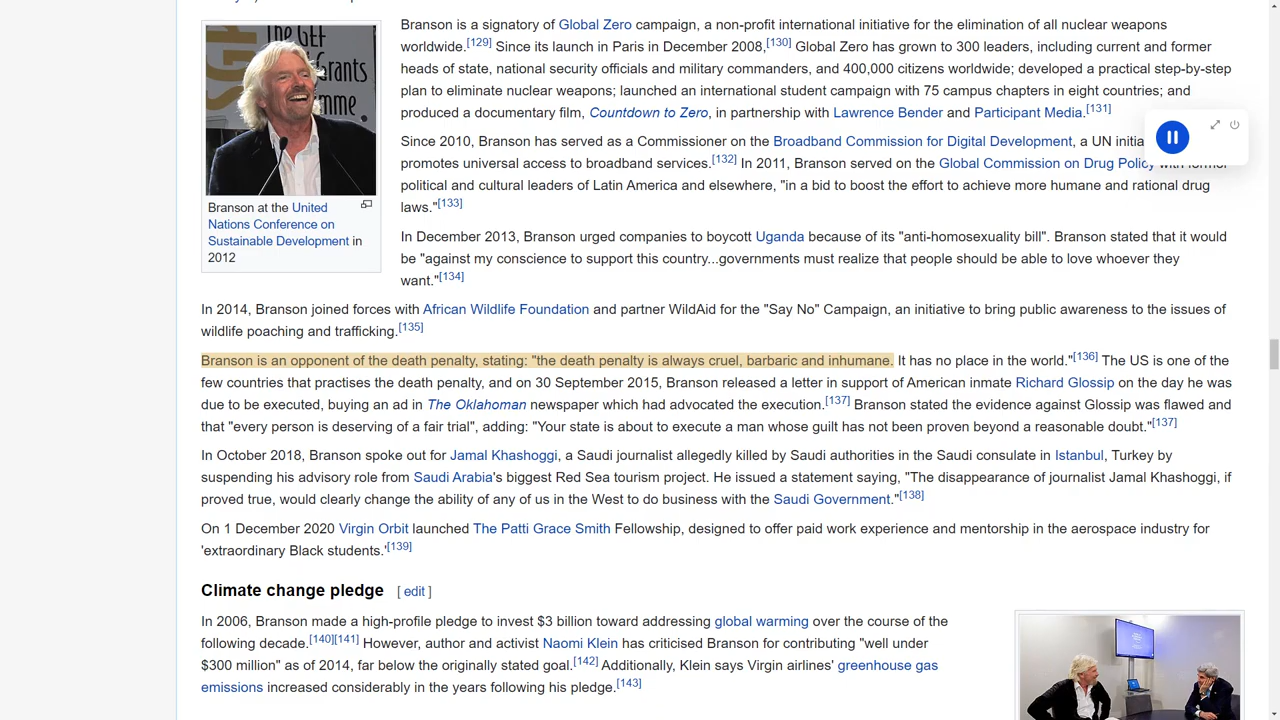 THE GEF
Grants
mme.
Branson at the United
Nations Conference on
Sustainable Development in
2012
Branson is a signatory of Global Zero campaign, a non-profit international initiative for the elimination of all nuclear weapons
worldwide.[129] Since its launch in Paris in December 2008,[130] Global Zero has grown to 300 leaders, including current and former
heads of state, national security officials and military commanders, and 400,000 citizens worldwide; developed a practical step-by-step
plan to eliminate nuclear weapons; launched an international student campaign with 75 campus chapters in eight countries; and
produced a documentary film, Countdown to Zero, in partnership with Lawrence Bender and Participant Media.[131]
Since 2010, Branson has served as a Commissioner on the Broadband Commission for Digital Development, a UN initia
promotes universal access to broadband services.[132] In 2011, Branson served on the Global Commission on Drug Policy with former
political and cultural leaders of Latin America and elsewhere, "in a bid to boost the effort to achieve more humane and rational drug
laws."[133]
In December 2013, Branson urged companies to boycott Uganda because of its "anti-homosexuality bill". Branson stated that it would
be "against my conscience to support this country...governments must realize that people should be able to love whoever they
want."[134]
In 2014, Branson joined forces with African Wildlife Foundation and partner WildAid for the "Say No" Campaign, an initiative to bring public awareness to the issues of
wildlife poaching and trafficking.[135]
Branson is an opponent of the death penalty, stating: "the death penalty is always cruel, barbaric and inhumane. It has no place in the world."[136] The US is one of the
few countries that practises the death penalty, and on 30 September 2015, Branson released a letter in support of American inmate Richard Glossip on the day he was
due to be executed, buying an ad in The Oklahoman newspaper which had advocated the execution.[137] Branson stated the evidence against Glossip was flawed and
that "every person is deserving of a fair trial", adding: "Your state is about to execute a man whose guilt has not been proven beyond a reasonable doubt."[137]
In October 2018, Branson spoke out for Jamal Khashoggi, a Saudi journalist allegedly killed by Saudi authorities in the Saudi consulate in Istanbul, Turkey by
suspending his advisory role from Saudi Arabia's biggest Red Sea tourism project. He issued a statement saying, "The disappearance of journalist Jamal Khashoggi, if
proved true, would clearly change the ability of any of us in the West to do business with the Saudi Government."[138]
On 1 December 2020 Virgin Orbit launched The Patti Grace Smith Fellowship, designed to offer paid work experience and mentorship in the aerospace industry for
'extraordinary Black students.'[139]
Climate change pledge [ edit ]
In 2006, Branson made a high-profile pledge to invest $3 billion toward addressing global warming over the course of the
following decade.[140][141] However, author and activist Naomi Klein has criticised Branson for contributing "well under
$300 million" as of 2014, far below the originally stated goal.[142] Additionally, Klein says Virgin airlines' greenhouse gas
emissions increased considerably in the years following his pledge.[143]